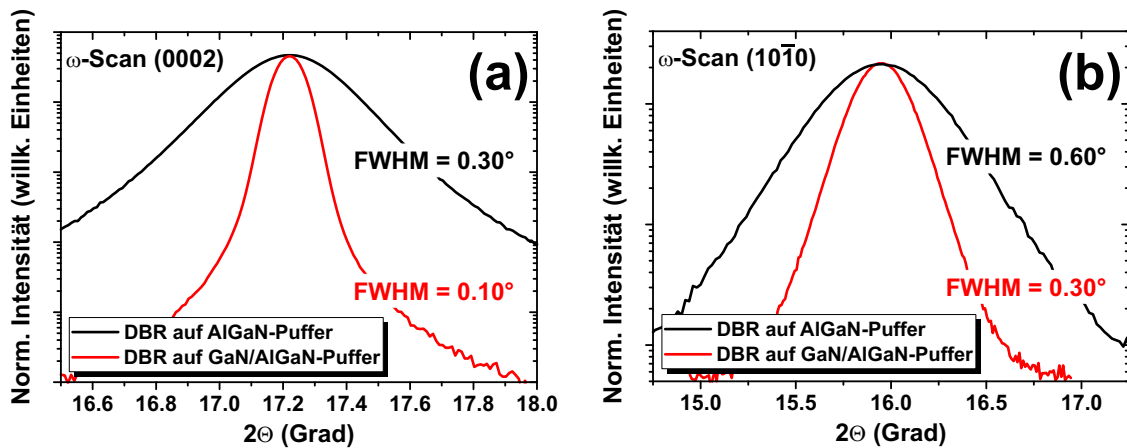 Norm. Intensität (willk. Einheiten)
ω-Scan (0002)
(a)
FWHM = 0.30°
FWHM = 0.10°
DBR auf AlGaN-Puffer
DBR auf GaN/AlGaN-Puffer
16.6 16.8 17.0 17.2 17.4 17.6 17.8 18.0
2Θ (Grad)
Norm. Intensität (willk. Einheiten)
ω-Scan (101̅0)
(b)
FWHM = 0.60°
FWHM = 0.30°
DBR auf AlGaN-Puffer
DBR auf GaN/AlGaN-Puffer
15.0 15.5 16.0 16.5 17.0
2Θ (Grad)